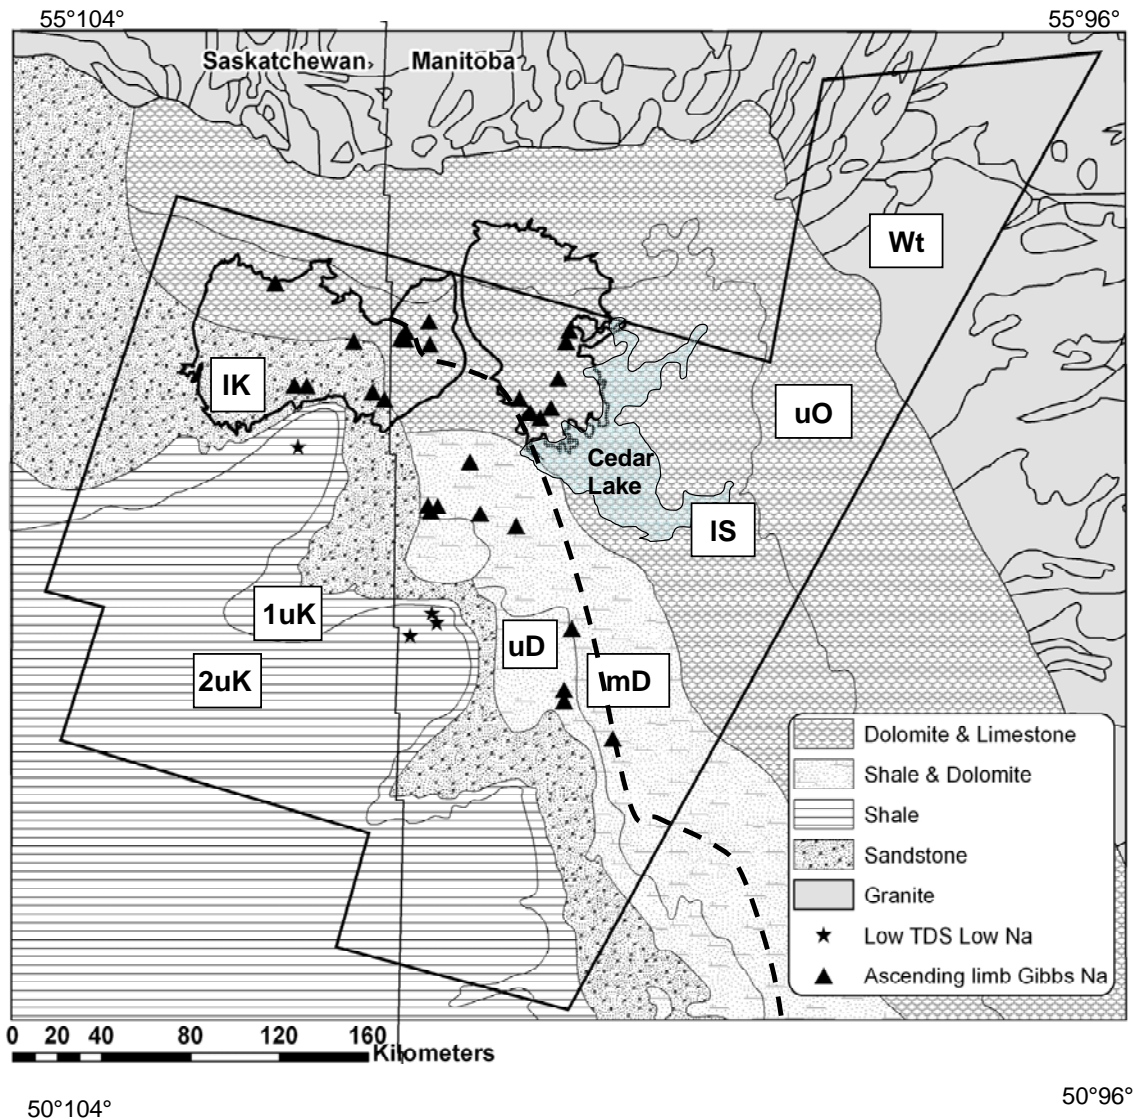 55°104°
55°96°
Saskatchewan
Manitoba
Wt
lK
uO
Cedar
Lake
lS
1uK
uD
mD
2uK
Dolomite & Limestone
Shale & Dolomite
Shale
Sandstone
Granite
Low TDS Low Na
Ascending limb Gibbs Na
0 20 40 80 120 160
Kilometers
50°104°
50°96°